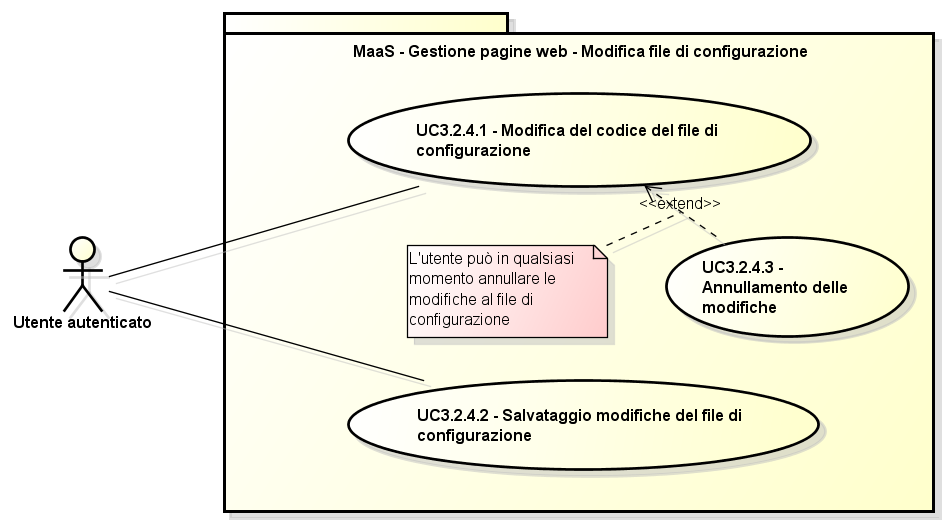 MaaS - Gestione pagine web - Modifica file di configurazione
UC3.2.4.1 - Modifica del codice del file di
configurazione
<<extend>>
L'utente può in qualsiasi
momento annullare le
modifiche al file di
configurazione
UC3.2.4.3 -
Annullamento delle
modifiche
Utente autenticato
UC3.2.4.2 - Salvataggio modifiche del file di
configurazione